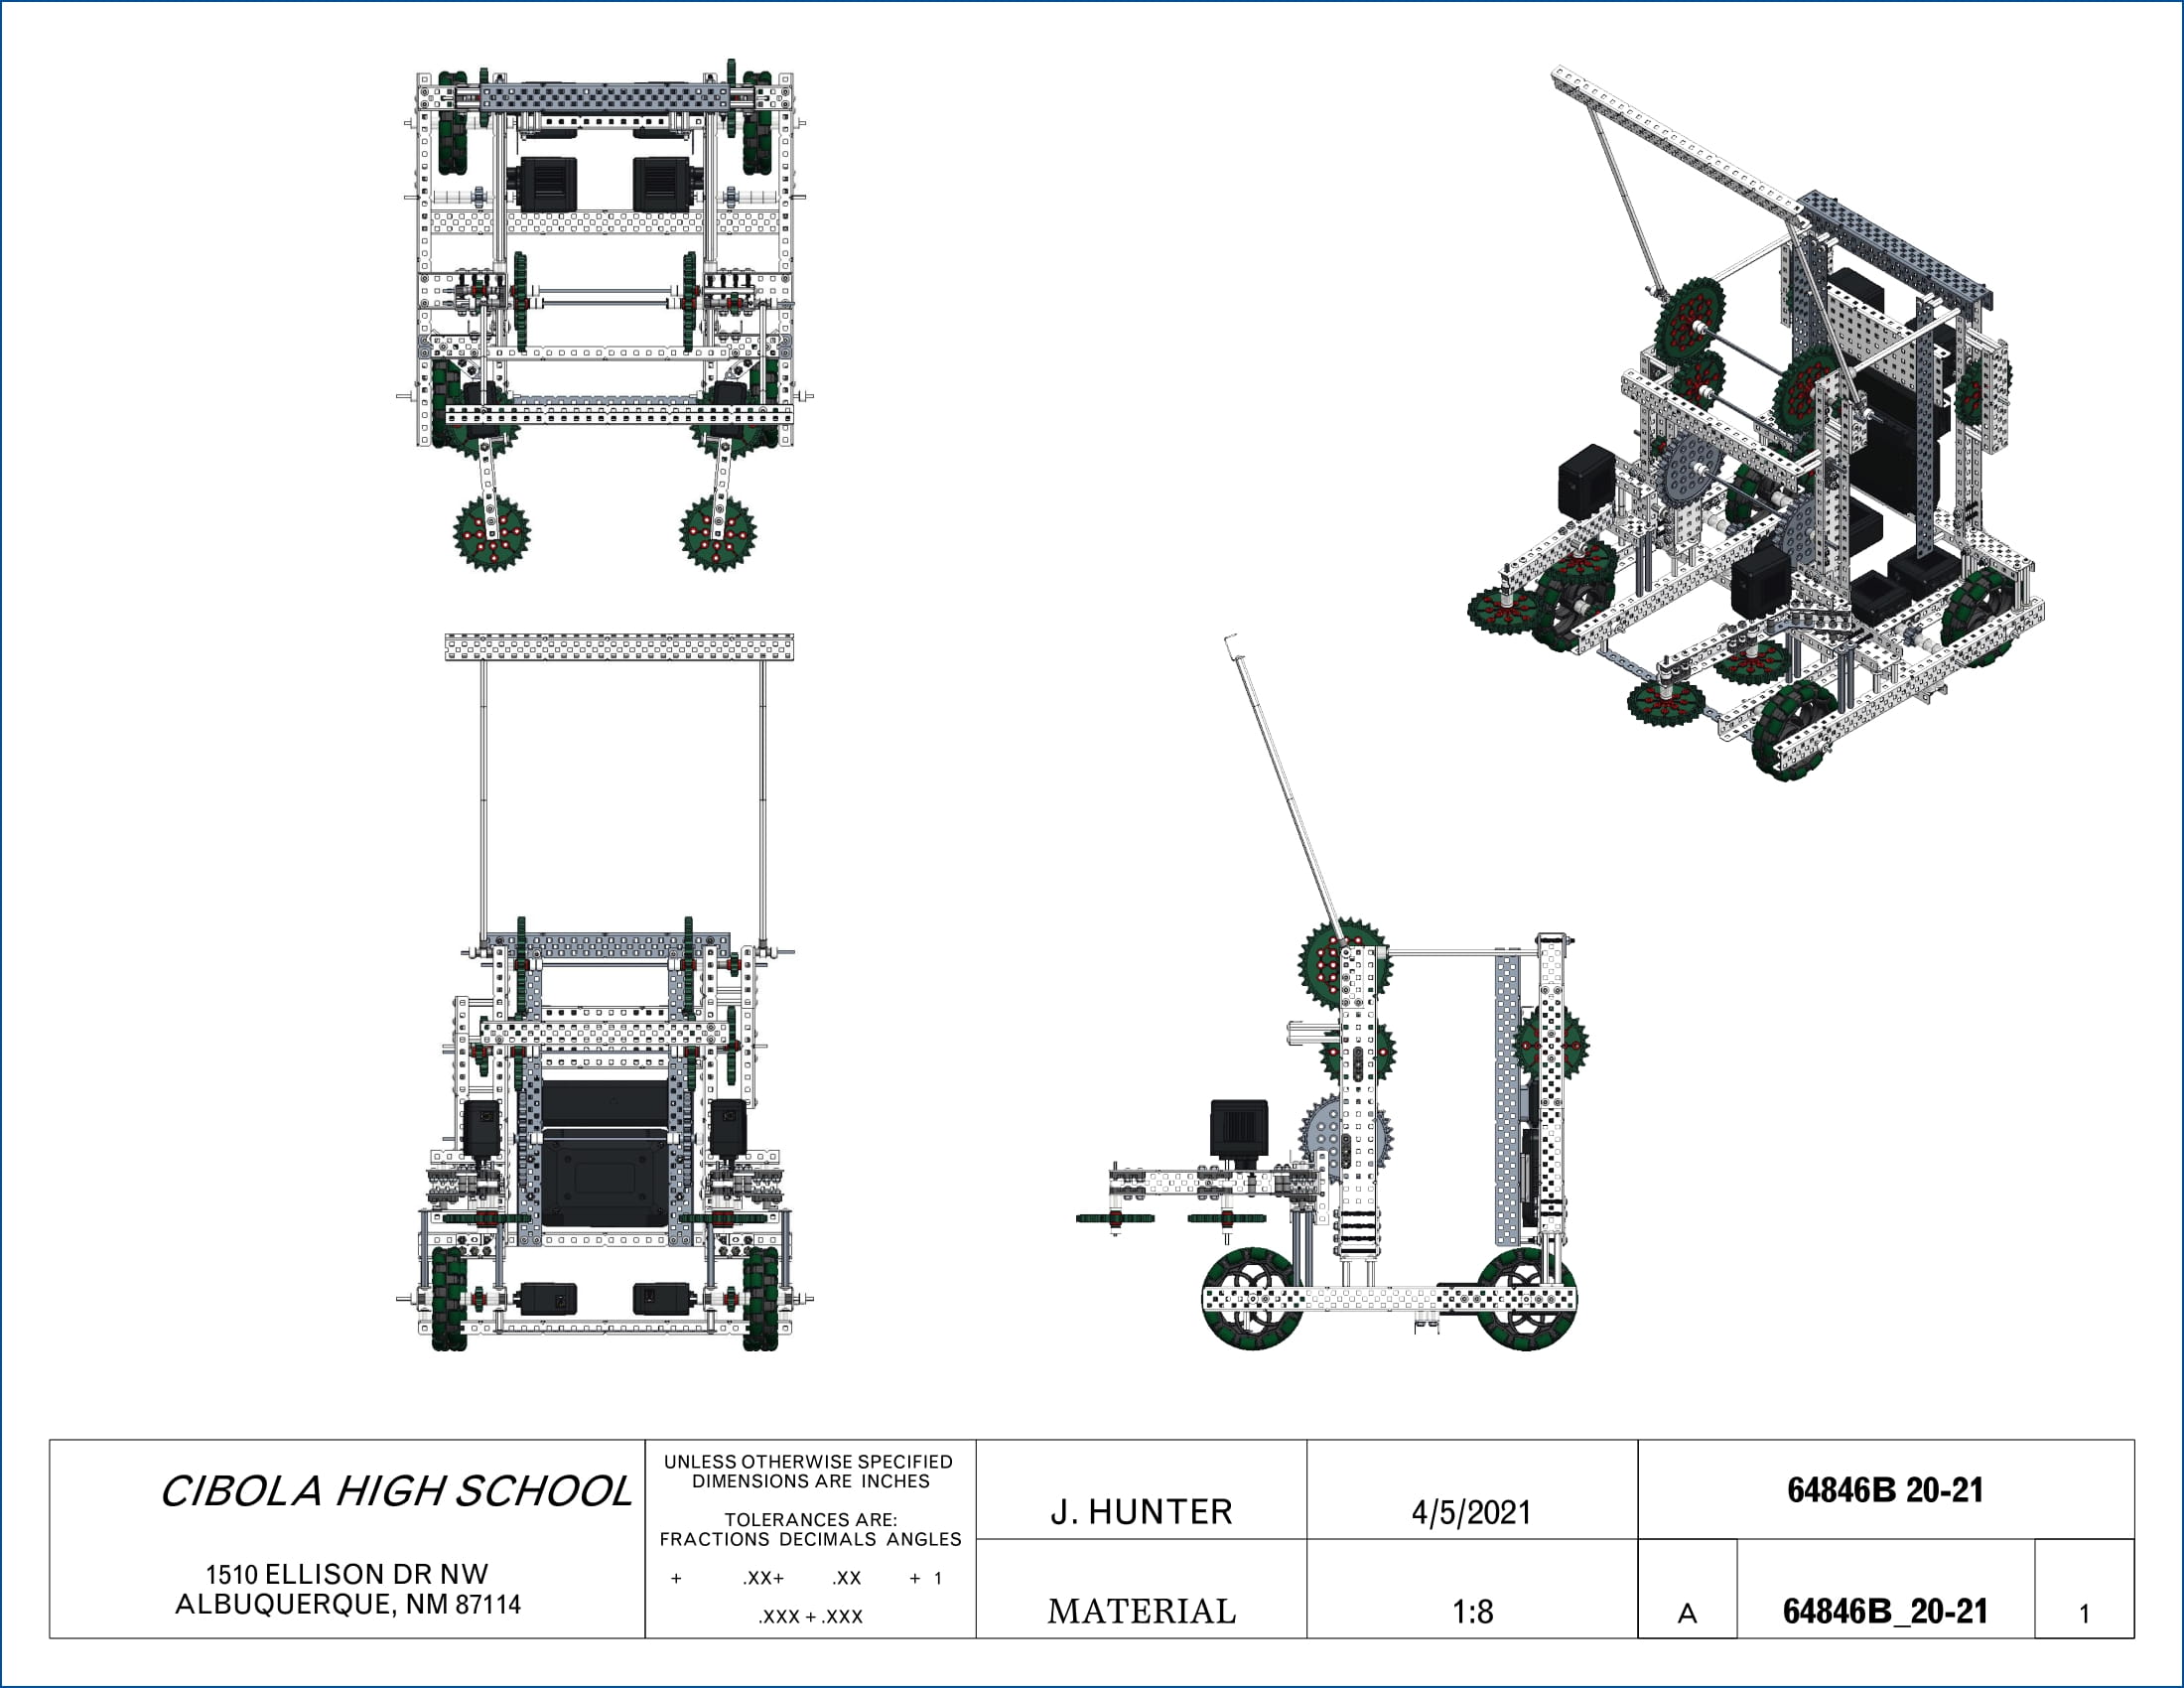 CIBOLA HIGH SCHOOL
1510 ELLISON DR NW
ALBUQUERQUE, NM 87114
UNLESS OTHERWISE SPECIFIED
DIMENSIONS ARE INCHES
TOLERANCES ARE:
FRACTIONS DECIMALS ANGLES
+ .XX+ .XX + 1
.XXX + .XXX
J. HUNTER
4/5/2021
MATERIAL
1:8
64846B 20-21
A
64846B_20-21
1